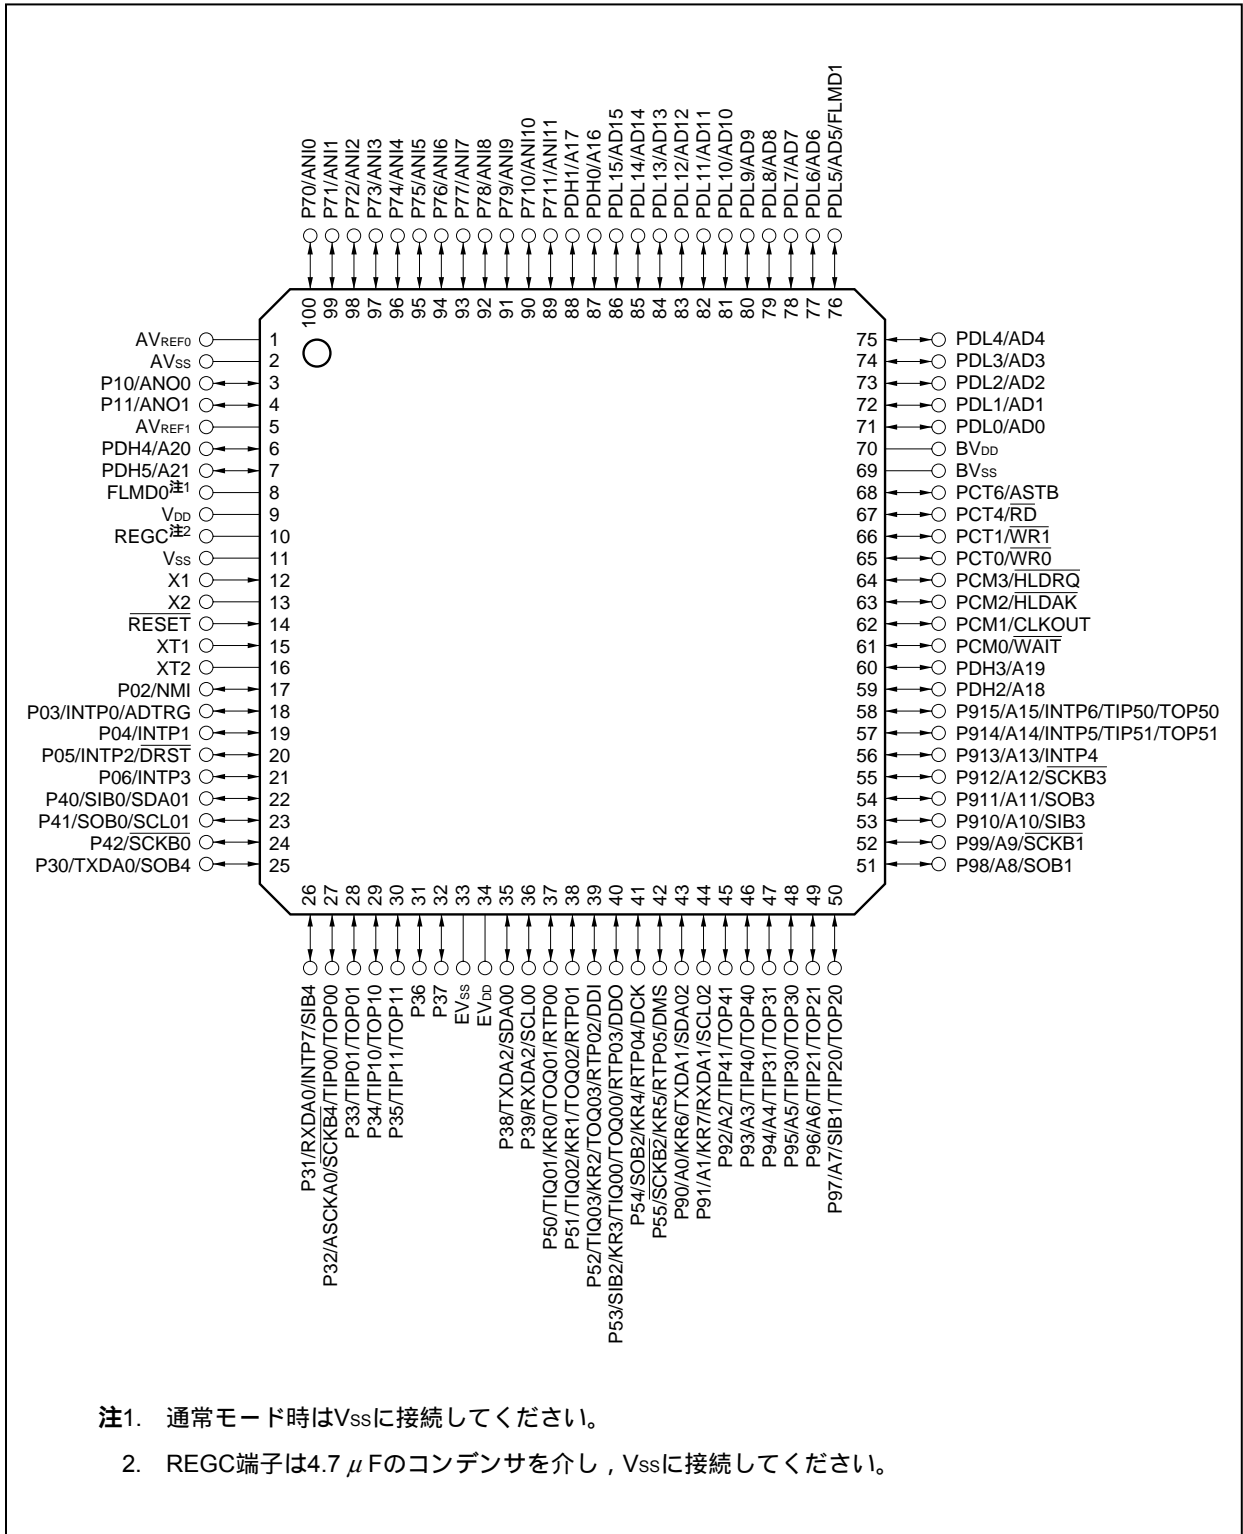 P70/ANI0
P71/ANI1
P72/ANI2
P73/ANI3
P74/ANI4
P75/ANI5
P76/ANI6
P77/ANI7
P78/ANI8
P79/ANI9
P710/ANI10
P711/ANI11
PDH1/A17
PDH0/A16
PDL15/AD15
PDL14/AD14
PDL13/AD13
PDL12/AD12
PDL11/AD11
PDL10/AD10
PDL9/AD9
PDL8/AD8
PDL7/AD7
PDL6/AD6
PDL5/AD5/FLMD1
100 99 98 97 96 95 94 93 92 91 90 89 88 87 86 85 84 83 82 81 80 79 78 77 76
AVREF0 1
AVSS 2
P10/ANO0 3
P11/ANO1 4
AVREF1 5
PDH4/A20 6
PDH5/A21 7
FLMD0注1 8
VDD 9
REGC注2 10
VSS 11
X1 12
X2 13
RESET 14
XT1 15
XT2 16
P02/NMI 17
P03/INTP0/ADTRG 18
P04/INTP1 19
P05/INTP2/DRST 20
P06/INTP3 21
P40/SIB0/SDA01 22
P41/SOB0/SCL01 23
P42/SCKB0 24
P30/TXDA0/SOB4 25
75 PDL4/AD4
74 PDL3/AD3
73 PDL2/AD2
72 PDL1/AD1
71 PDL0/AD0
70 BVDD
69 BVSS
68 PCT6/ASTB
67 PCT4/RD
66 PCT1/WR1
65 PCT0/WR0
64 PCM3/HLDRQ
63 PCM2/HLDAK
62 PCM1/CLKOUT
61 PCM0/WAIT
60 PDH3/A19
59 PDH2/A18
58 P915/A15/INTP6/TIP50/TOP50
57 P914/A14/INTP5/TIP51/TOP51
56 P913/A13/INTP4
55 P912/A12/SCKB3
54 P911/A11/SOB3
53 P910/A10/SIB3
52 P99/A9/SCKB1
51 P98/A8/SOB1
26 27 28 29 30 31 32 33 34 35 36 37 38 39 40 41 42 43 44 45 46 47 48 49 50
P31/RXDA0/INTP7/SIB4
P32/ASCKA0/SCKB4/TIP00/TOP00
P33/TIP01/TOP01
P34/TIP10/TOP10
P35/TIP11/TOP11
P36
P37
EVSS
EVDD
P38/TXDA2/SDA00
P39/RXDA2/SCL00
P50/TIQ01/KR0/TOQ01/RTP00
P51/TIQ02/KR1/TOQ02/RTP01
P52/TIQ03/KR2/TOQ03/RTP02/DDI
P53/SIB2/KR3/TIQ00/TOQ00/RTP03/DDO
P54/SOB2/KR4/RTP04/DCK
P55/SCKB2/KR5/RTP05/DMS
P90/A0/KR6/TXDA1/SDA02
P91/A1/KR7/RXDA1/SCL02
P92/A2/TIP41/TOP41
P93/A3/TIP40/TOP40
P94/A4/TIP31/TOP31
P95/A5/TIP30/TOP30
P96/A6/TIP21/TOP21
P97/A7/SIB1/TIP20/TOP20
注1. 通常モード時はVSSに接続してください。
2. REGC端子は4.7 μFのコンデンサを介し，VSSに接続してください。